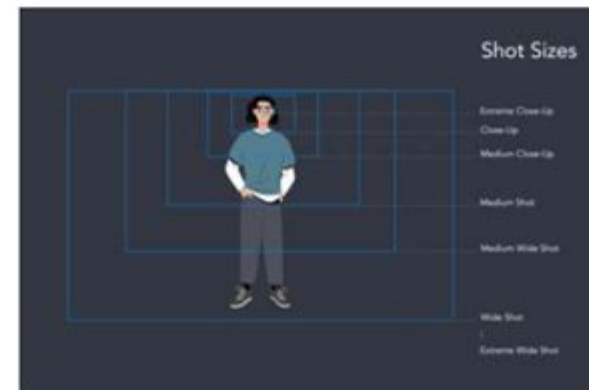 Shot Sizes
Extreme Close-Up
Close-Up
Medium Close-Up
Medium Shot
Medium Wide Shot
Wide Shot
Extreme Wide Shot